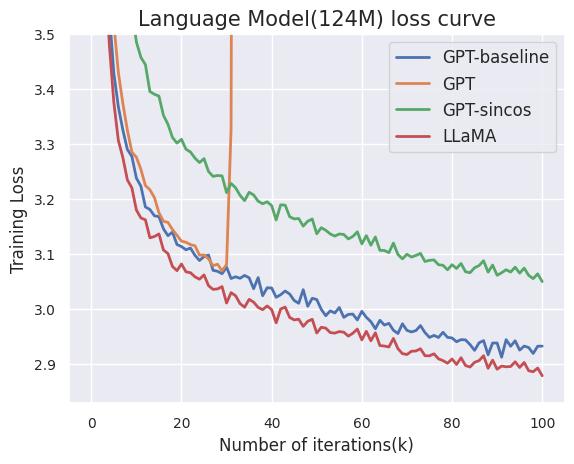 Language Model(124M) loss curve
3.5
3.4
3.3
3.2
3.1
3.0
2.9
Training Loss
GPT-baseline
GPT
GPT-sincos
LLaMA
0 20 40 60 80 100
Number of iterations(k)